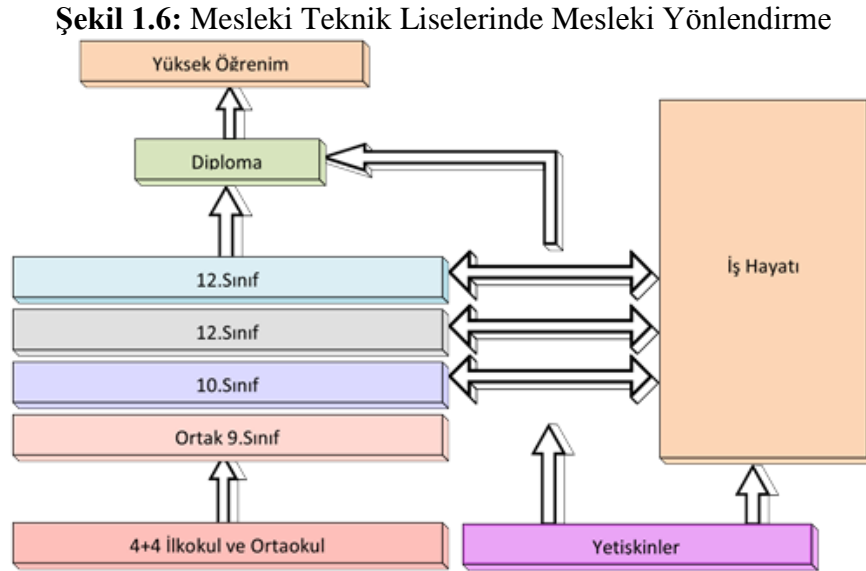 Şekil 1.6: Mesleki Teknik Liselerinde Mesleki Yönlendirme
Yüksek Öğrenim
Diploma
12.Sınıf
İş Hayatı
12.Sınıf
10.Sınıf
Ortak 9.Sınıf
4+4 İlkokul ve Ortaokul
Yetiskinler